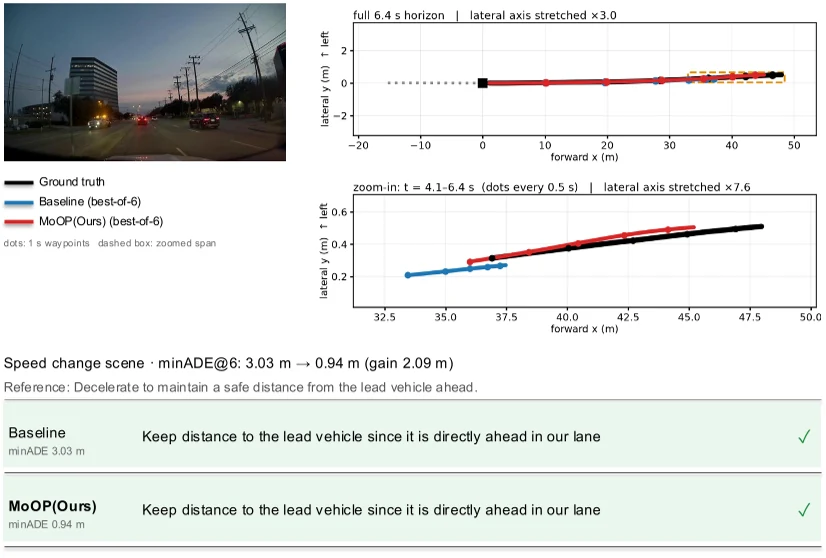 full 6.4 s horizon | lateral axis stretched ×3.0
lateral y (m) ↑ left
2
0
−2
−20 −10 0 10 20 30 40 50
forward x (m)
Ground truth
Baseline (best-of-6)
MoOP(Ours) (best-of-6)
dots: 1 s waypoints dashed box: zoomed span
zoom-in: t = 4.1–6.4 s (dots every 0.5 s) | lateral axis stretched ×7.6
lateral y (m) ↑ left
0.6
0.4
0.2
32.5 35.0 37.5 40.0 42.5 45.0 47.5 50.0
forward x (m)
Speed change scene · minADE@6: 3.03 m → 0.94 m (gain 2.09 m)
Reference: Decelerate to maintain a safe distance from the lead vehicle ahead.
Baseline
minADE 3.03 m
Keep distance to the lead vehicle since it is directly ahead in our lane
✓
MoOP(Ours)
minADE 0.94 m
Keep distance to the lead vehicle since it is directly ahead in our lane
✓